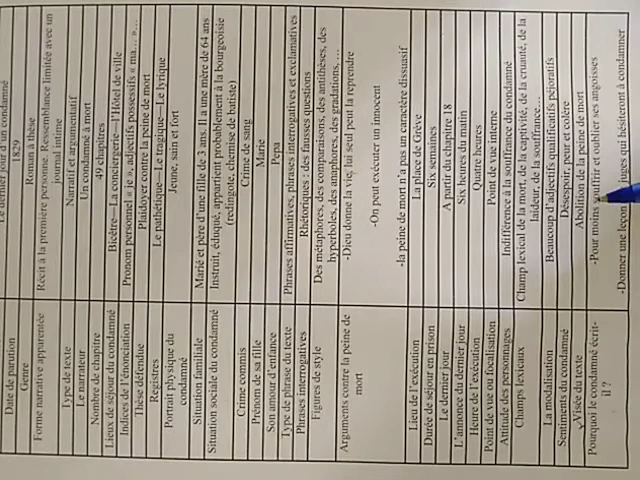 Le dernier jour d'un condamné
Date de parution 1829
Genre Roman à thèse
Forme narrative apparentée Récit à la première personne. Ressemblance limitée avec un
journal intime
Type de texte Narratif et argumentatif
Le narrateur Un condamné à mort
Nombre de chapitre 49 chapitres
Lieux de séjour du condamné Bicêtre—La conciergerie—l'Hôtel de ville
Indices de l'énonciation Pronom personnel « je », adjectifs possessifs « ma… »…
Thèse défendue Plaidoyer contre la peine de mort
Registres Le pathétique—Le tragique—Le lyrique
Portrait physique du Jeune, sain et fort
condamné
Situation familiale Marié et père d'une fille de 3 ans. Il a une mère de 64 ans
Situation social du condamné Instruit, éduqué, appartient probablement à la bourgeoisie
(redingote, chemise de batiste)
Crime commis Crime de sang
Prénom de sa fille Marie
Son amour d'enfance Pepa
Type de phrase du texte Phrases affirmatives, phrases interrogatives et exclamatives
Phrases interrogatives Rhétoriques : des fausses questions
Figures de style Des métaphores, des comparaisons, des antithèses, des
hyperboles, des anaphores, des gradations, …
Arguments contre la peine de -Dieu donne la vie, lui seul peut la reprendre
mort
-On peut exécuter un innocent
-la peine de mort n'a pas un caractère dissuasif
Lieu de l'exécution La place de Grève
Durée de séjour en prison Six semaines
Le dernier jour A partir du chapitre 18
L'annonce du dernier jour Six heures du matin
Heure de l'exécution Quatre heures
Point de vue ou focalisation Point de vue interne
Attitude des personnages Indifférence à la souffrance du condamné
Champs lexicaux Champ lexical de la mort, de la captivité, de la cruauté, de la
laideur, de la souffrance…
La modalisation Beaucoup d'adjectifs qualificatifs péjoratifs
Sentiments du condamné Désespoir, peur et colère
Visée du texte Abolition de la peine de mort
Pourquoi le condamné écrit- -Pour moins souffrir et oublier ses angoisses
il ?
-Donner une leçon juges qui hésiteront à condamner